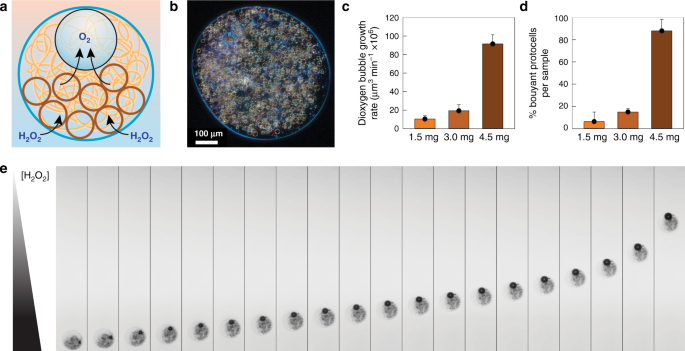 a
O₂
H₂O₂
H₂O₂
b
100 µm
c
Dioxygen bubble growth
rate (µm³ min⁻¹ ×10⁶)
120
100
80
60
40
20
0
1.5 mg
3.0 mg
4.5 mg
d
% bouyant protocells
per sample
100
80
60
40
20
0
1.5 mg
3.0 mg
4.5 mg
e
[H₂O₂]